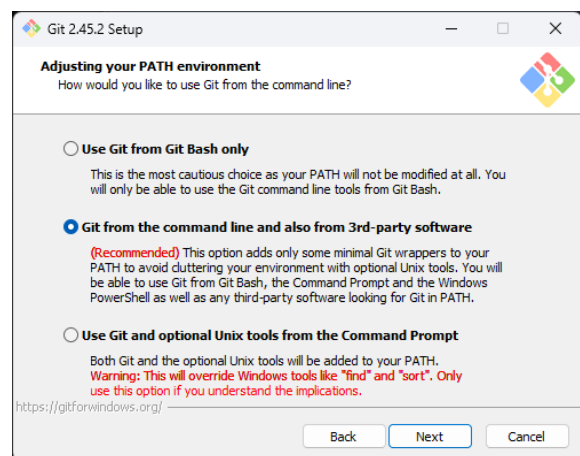 Git 2.45.2 Setup
Adjusting your PATH environment
How would you like to use Git from the command line?
Use Git from Git Bash only
This is the most cautious choice as your PATH will not be modified at all. You
will only be able to use the Git command line tools from Git Bash.
Git from the command line and also from 3rd-party software
(Recommended) This option adds only some minimal Git wrappers to your
PATH to avoid cluttering your environment with optional Unix tools. You will
be able to use Git from Git Bash, the Command Prompt and the Windows
PowerShell as well as any third-party software looking for Git in PATH.
Use Git and optional Unix tools from the Command Prompt
Both Git and the optional Unix tools will be added to your PATH.
Warning: This will override Windows tools like "find" and "sort". Only
use this option if you understand the implications.
https://gitforwindows.org/
Back Next Cancel